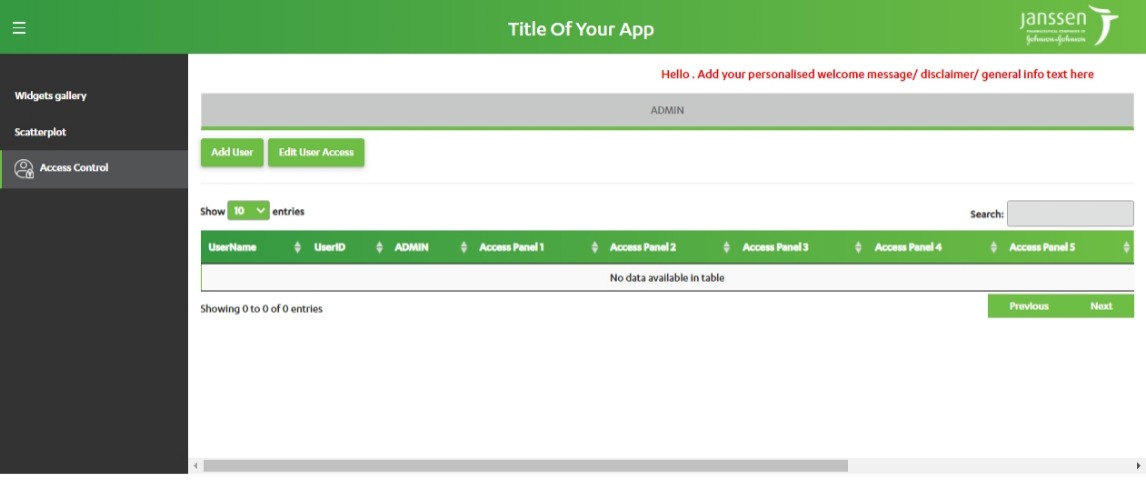 Title Of Your App
Janssen
PHARMACEUTICAL COMPANIES OF
Johnson & Johnson
Hello . Add your personalised welcome message/ disclaimer/ general info text here
Widgets gallery
Scatterplot
Access Control
ADMIN
Add User Edit User Access
Show 10 entries
Search:
UserName UserID ADMIN Access Panel 1 Access Panel 2 Access Panel 3 Access Panel 4 Access Panel 5
No data available in table
Showing 0 to 0 of 0 entries
Previous Next